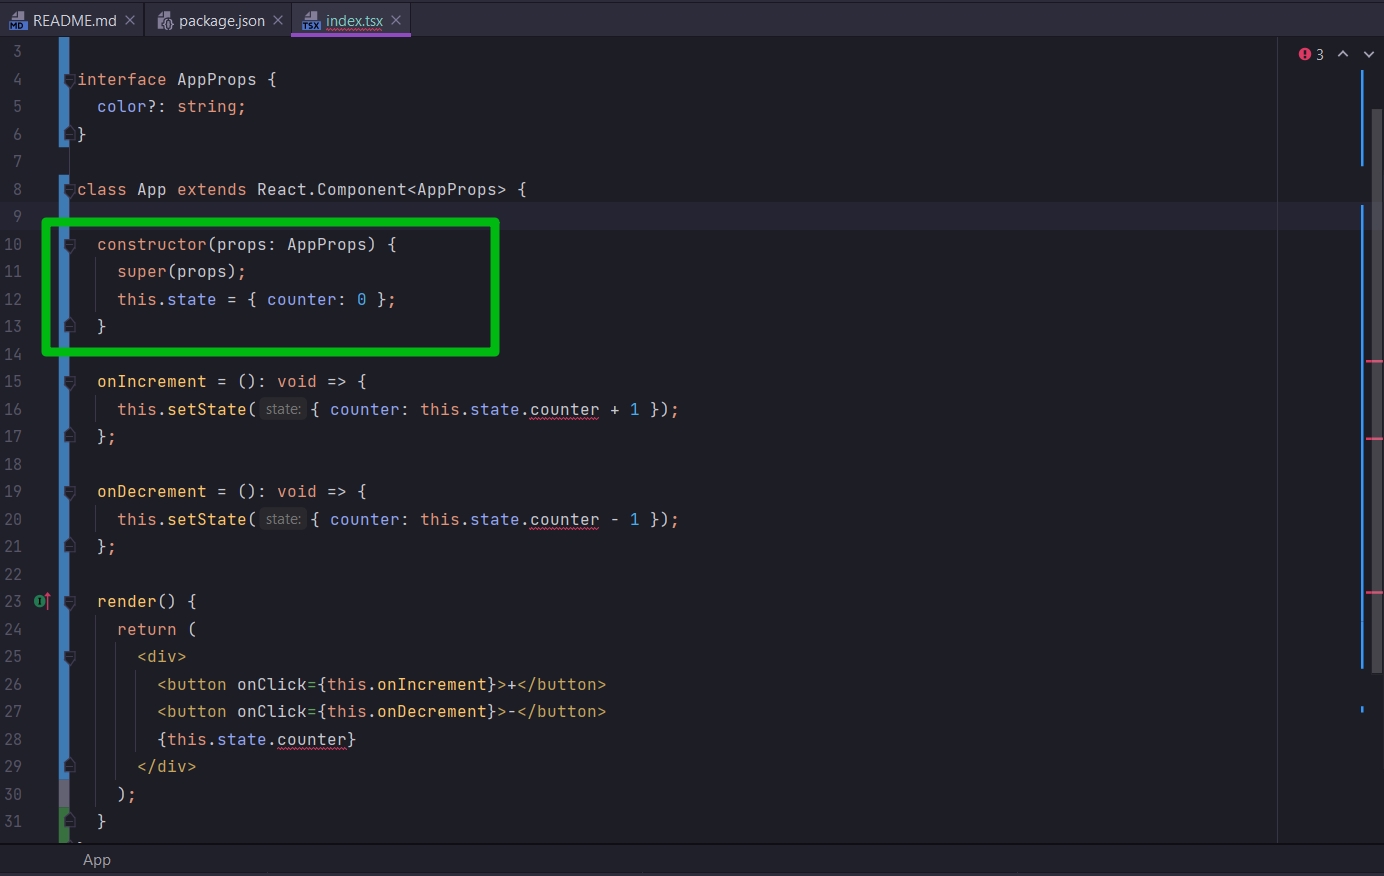 README.md package.json index.tsx
3
3
4 interface AppProps {
5 color?: string;
6 }
7
8 class App extends React.Component<AppProps> {
9
10 constructor(props: AppProps) {
11 super(props);
12 this.state = { counter: 0 };
13 }
14
15 onIncrement = (): void => {
16 this.setState( state: { counter: this.state.counter + 1 });
17 };
18
19 onDecrement = (): void => {
20 this.setState( state: { counter: this.state.counter - 1 });
21 };
22
23 render() {
24 return (
25 <div>
26 <button onClick={this.onIncrement}>+</button>
27 <button onClick={this.onDecrement}>-</button>
28 {this.state.counter}
29 </div>
30 );
31 }
App